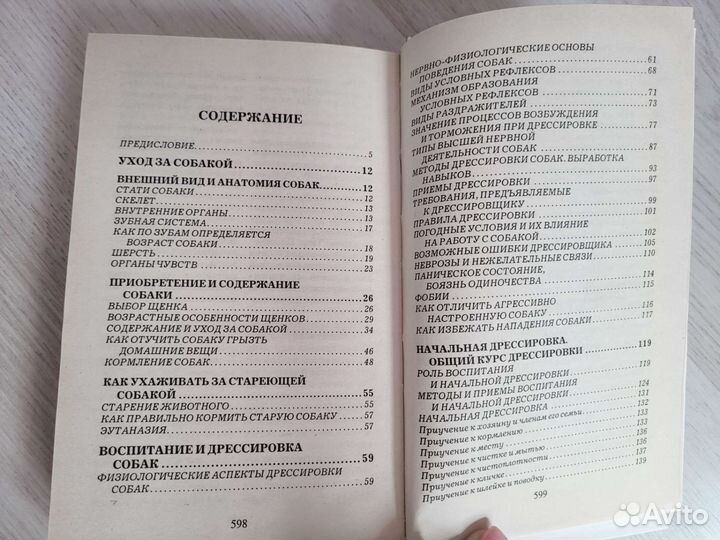 СОДЕРЖАНИЕ
ПРЕДИСЛОВИЕ 5
УХОД ЗА СОБАКОЙ 12
ВНЕШНИЙ ВИД И АНАТОМИЯ СОБАК 12
СТАТИ СОБАКИ 12
СКЕЛЕТ 13
ВНУТРЕННИЕ ОРГАНЫ 13
ЗУБНАЯ СИСТЕМА 17
КАК ПО ЗУБАМ ОПРЕДЕЛЯЕТСЯ
ВОЗРАСТ СОБАКИ 18
ШЕРСТЬ 19
ОРГАНЫ ЧУВСТВ 23
ПРИОБРЕТЕНИЕ И СОДЕРЖАНИЕ
СОБАКИ 26
ВЫБОР ЩЕНКА 26
ВОЗРАСТНЫЕ ОСОБЕННОСТИ ЩЕНКОВ 29
СОДЕРЖАНИЕ И УХОД ЗА СОБАКОЙ 34
КАК ОТУЧИТЬ СОБАКУ ГРЫЗТЬ
ДОМАШНИЕ ВЕЩИ 46
КОРМЛЕНИЕ СОБАК 48
КАК УХАЖИВАТЬ ЗА СТАРЕЮЩЕЙ
СОБАКОЙ 55
СТАРЕНИЕ ЖИВОТНОГО 55
КАК ПРАВИЛЬНО КОРМИТЬ СТАРУЮ СОБАКУ 57
ЭУТАНАЗИЯ 57
ВОСПИТАНИЕ И ДРЕССИРОВКА
СОБАК 59
ФИЗИОЛОГИЧЕСКИЕ АСПЕКТЫ ДРЕССИРОВКИ
СОБАК 59
598
НЕРВНО-ФИЗИОЛОГИЧЕСКИЕ ОСНОВЫ
ПОВЕДЕНИЯ СОБАК 61
ВИДЫ УСЛОВНЫХ РЕФЛЕКСОВ 68
МЕХАНИЗМ ОБРАЗОВАНИЯ
УСЛОВНЫХ РЕФЛЕКСОВ 71
ВИДЫ РАЗДРАЖИТЕЛЕЙ 73
ЗНАЧЕНИЕ ПРОЦЕССОВ ВОЗБУЖДЕНИЯ
И ТОРМОЖЕНИЯ ПРИ ДРЕССИРОВКЕ 77
ТИПЫ ВЫСШЕЙ НЕРВНОЙ
ДЕЯТЕЛЬНОСТИ СОБАК 87
МЕТОДЫ ДРЕССИРОВКИ СОБАК. ВЫРАБОТКА
НАВЫКОВ 93
ПРИЕМЫ ДРЕССИРОВКИ 97
ТРЕБОВАНИЯ, ПРЕДЪЯВЛЯЕМЫЕ
К ДРЕССИРОВЩИКУ 99
ПРАВИЛА ДРЕССИРОВКИ 101
ПОГОДНЫЕ УСЛОВИЯ И ИХ ВЛИЯНИЕ
НА РАБОТУ С СОБАКОЙ 102
ВОЗМОЖНЫЕ ОШИБКИ ДРЕССИРОВЩИКА 105
НЕВРОЗЫ И НЕЖЕЛАТЕЛЬНЫЕ СВЯЗИ 110
ПАНИЧЕСКОЕ СОСТОЯНИЕ,
БОЯЗНЬ ОДИНОЧЕСТВА 114
ФОБИИ 115
КАК ОТЛИЧИТЬ АГРЕССИВНО
НАСТРОЕННУЮ СОБАКУ 116
КАК ИЗБЕЖАТЬ НАПАДЕНИЯ СОБАКИ 117
НАЧАЛЬНАЯ ДРЕССИРОВКА.
ОБЩИЙ КУРС ДРЕССИРОВКИ 119
РОЛЬ ВОСПИТАНИЯ
И НАЧАЛЬНОЙ ДРЕССИРОВКИ 119
МЕТОДЫ И ПРИЕМЫ ВОСПИТАНИЯ
И НАЧАЛЬНОЙ ДРЕССИРОВКИ 124
НАЧАЛЬНАЯ ДРЕССИРОВКА 131
Приучение к хозяину и членам его семьи 132
Приучение к кормлению 133
Приучение к месту 133
Приучение к чистке и мытью 136
Приучение к чистоплотности 136
Приучение к кличке 137
Приучение к шлейке и поводку 139
599
Avito